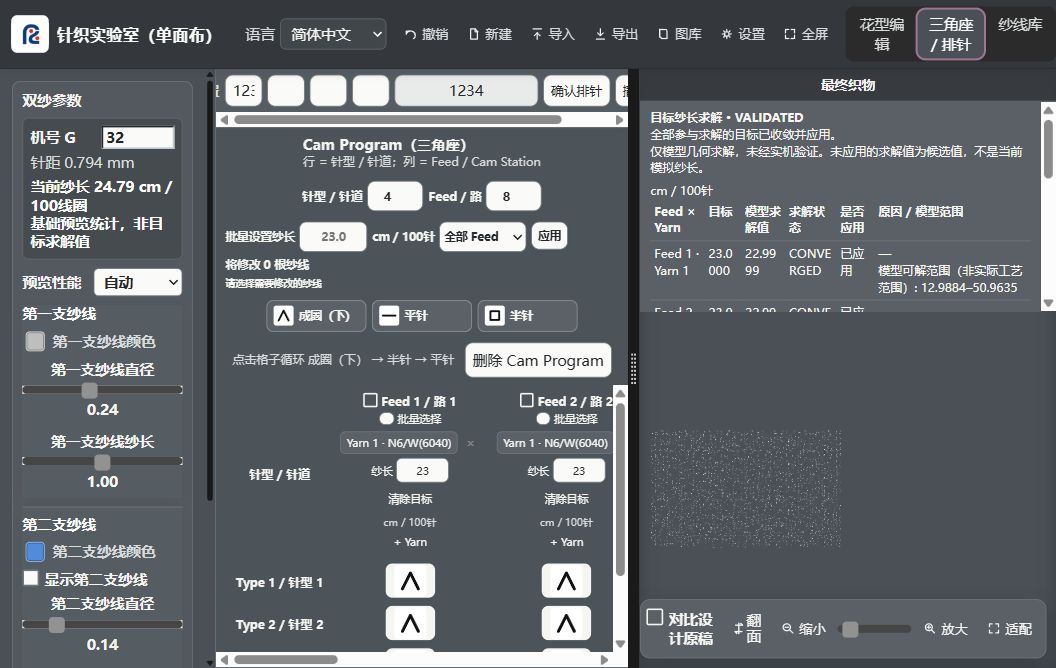 针织实验室（单面布）
语言 简体中文 撤销 新建 导入 导出 图库 设置 全屏
花型编辑
三角座 / 排针
纱线库
双纱参数
机号 G 32
针距 0.794 mm
当前纱长 24.79 cm /
100线圈
基础预览统计，非目
标求解值
预览性能 自动
第一支纱线
第一支纱线颜色
第一支纱线直径
0.24
第一支纱线纱长
1.00
第二支纱线
第二支纱线颜色
显示第二支纱线
第二支纱线直径
0.14
1234 确认排针
Cam Program（三角座）
行 = 针型 / 针道；列 = Feed / Cam Station
针型 / 针道 4 Feed / 路 8
批量设置纱长 23.0 cm / 100针 全部 Feed 应用
将修改 0 根纱线
请选择需要修改的纱线
成圈（下） 平针 半针
点击格子循环 成圈（下） → 半针 → 平针 删除 Cam Program
Feed 1 / 路 1 Feed 2 / 路 2
批量选择 批量选择
Yarn 1 · N6/W(6040) × Yarn 1 · N6/W(6040)
针型 / 针道 纱长 23 纱长 23
清除目标 清除目标
cm / 100针 cm / 100针
+ Yarn + Yarn
Type 1 / 针型 1
Type 2 / 针型 2
最终织物
目标纱长求解 • VALIDATED
全部参与求解的目标已收敛并应用。
仅模型几何求解，未经实机验证。未应用的求解值为候选值，不是当前
模拟纱长。
cm / 100针
Feed × Yarn 目标 模型求解值 求解状态 是否应用 原因 / 模型范围
Feed 1 · Yarn 1 23.0000 22.9999 CONVERGED 已应用 —
模型可解范围（非实际工艺
范围）: 12.9884–50.9635
对比设计原稿 翻面 缩小 放大 适配